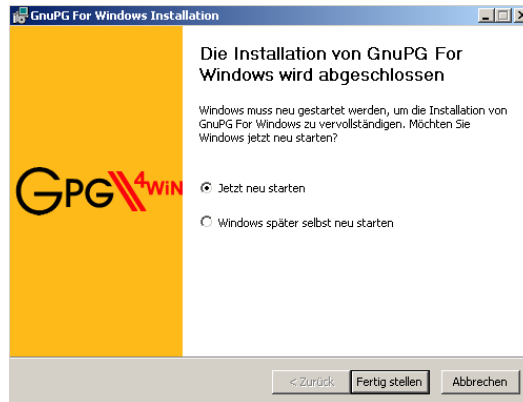 GnuPG For Windows Installation
Die Installation von GnuPG For
Windows wird abgeschlossen
Windows muss neu gestartet werden, um die Installation von
GnuPG For Windows zu vervollständigen. Möchten Sie
Windows jetzt neu starten?
GPG4WiN
Jetzt neu starten
Windows später selbst neu starten
< Zurück
Fertig stellen
Abbrechen